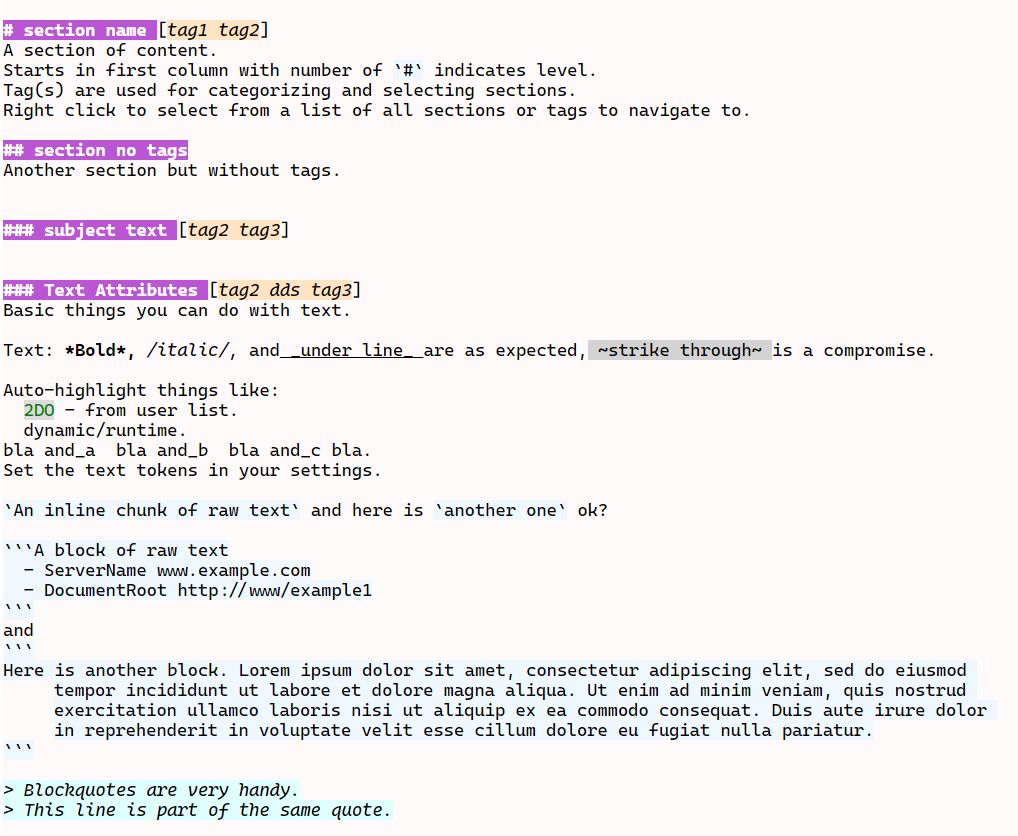 # section name [tag1 tag2]
A section of content.
Starts in first column with number of `#` indicates level.
Tag(s) are used for categorizing and selecting sections.
Right click to select from a list of all sections or tags to navigate to.
## section no tags
Another section but without tags.
### subject text [tag2 tag3]
### Text Attributes [tag2 dds tag3]
Basic things you can do with text.
Text: *Bold*, /italic/, and _under line_ are as expected, ~strike through~ is a compromise.
Auto-highlight things like:
2DO - from user list.
dynamic/runtime.
bla and_a  bla and_b  bla and_c bla.
Set the text tokens in your settings.
`An inline chunk of raw text` and here is `another one` ok?
```A block of raw text
- ServerName www.example.com
- DocumentRoot http://www/example1
```
and
```
Here is another block. Lorem ipsum dolor sit amet, consectetur adipiscing elit, sed do eiusmod
tempor incididunt ut labore et dolore magna aliqua. Ut enim ad minim veniam, quis nostrud
exercitation ullamco laboris nisi ut aliquip ex ea commodo consequat. Duis aute irure dolor
in reprehenderit in voluptate velit esse cillum dolore eu fugiat nulla pariatur.
```
> Blockquotes are very handy.
> This line is part of the same quote.